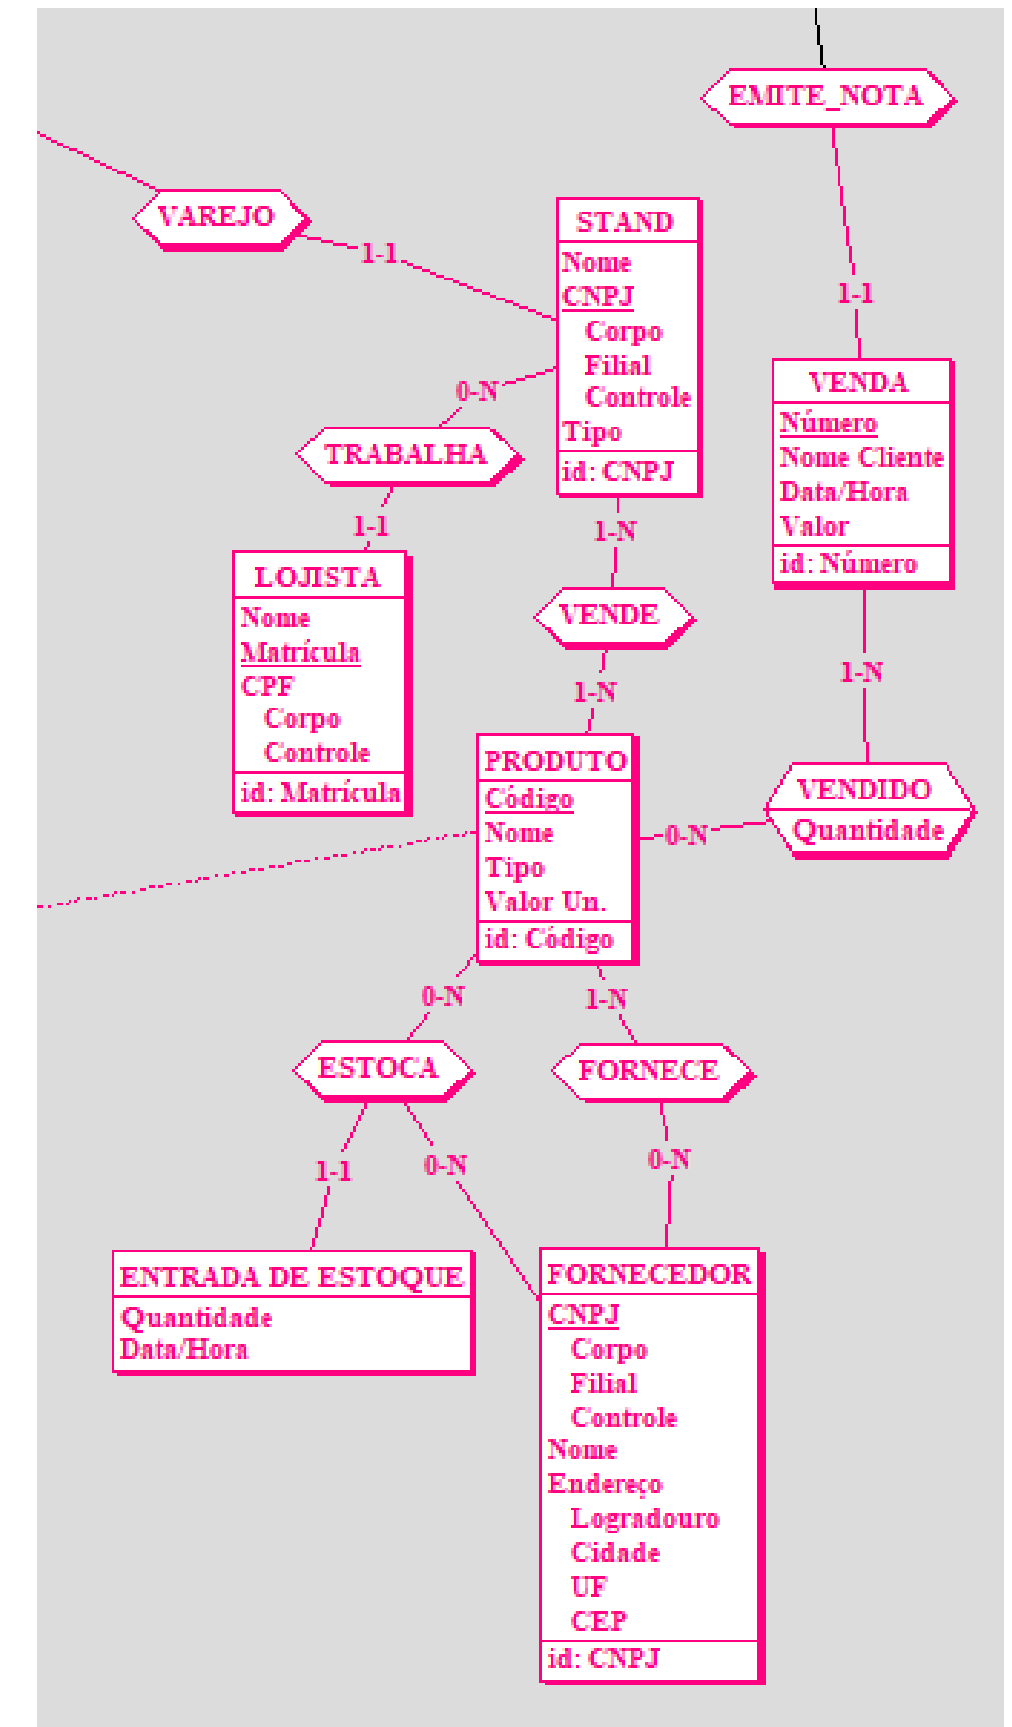 EMITE_NOTA
VAREJO
1-1
STAND
Nome
CNPJ
Corpo
Filial
Controle
Tipo
id: CNPJ
0-N
TRABALHA
1-1
1-1
VENDA
Número
Nome Cliente
Data/Hora
Valor
id: Número
1-N
LOJISTA
Nome
Matrícula
CPF
Corpo
Controle
id: Matrícula
VENDE
1-N
1-N
PRODUTO
Código
Nome
Tipo
Valor Un.
id: Código
VENDIDO
Quantidade
0-N
0-N
1-N
ESTOCA
FORNECE
1-1
0-N
0-N
ENTRADA DE ESTOQUE
Quantidade
Data/Hora
FORNECEDOR
CNPJ
Corpo
Filial
Controle
Nome
Endereço
Logradouro
Cidade
UF
CEP
id: CNPJ